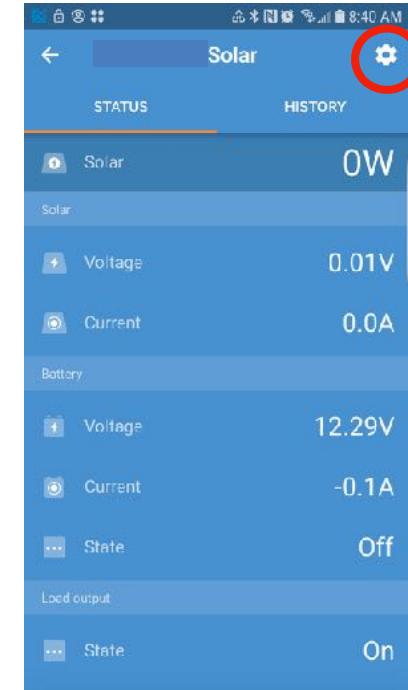 8:40 AM
Solar
STATUS HISTORY
Solar 0W
Solar
Voltage 0.01V
Current 0.0A
Battery
Voltage 12.29V
Current -0.1A
State Off
Load output
State On